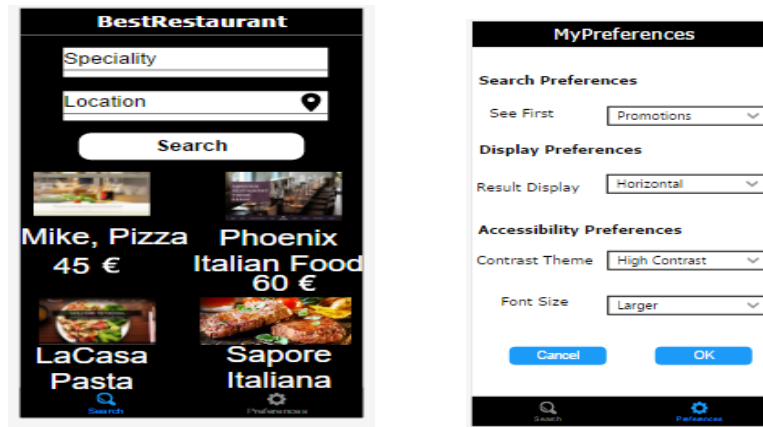 BestRestaurant
Speciality
Location
Search
Mike, Pizza
45 €
Phoenix
Italian Food
60 €
LaCasa
Pasta
Sapore
Italiana
Search
Preferences
MyPreferences
Search Preferences
See First
Promotions
Display Preferences
Result Display
Horizontal
Accessibility Preferences
Contrast Theme
High Contrast
Font Size
Larger
Cancel
OK
Search
Preferences